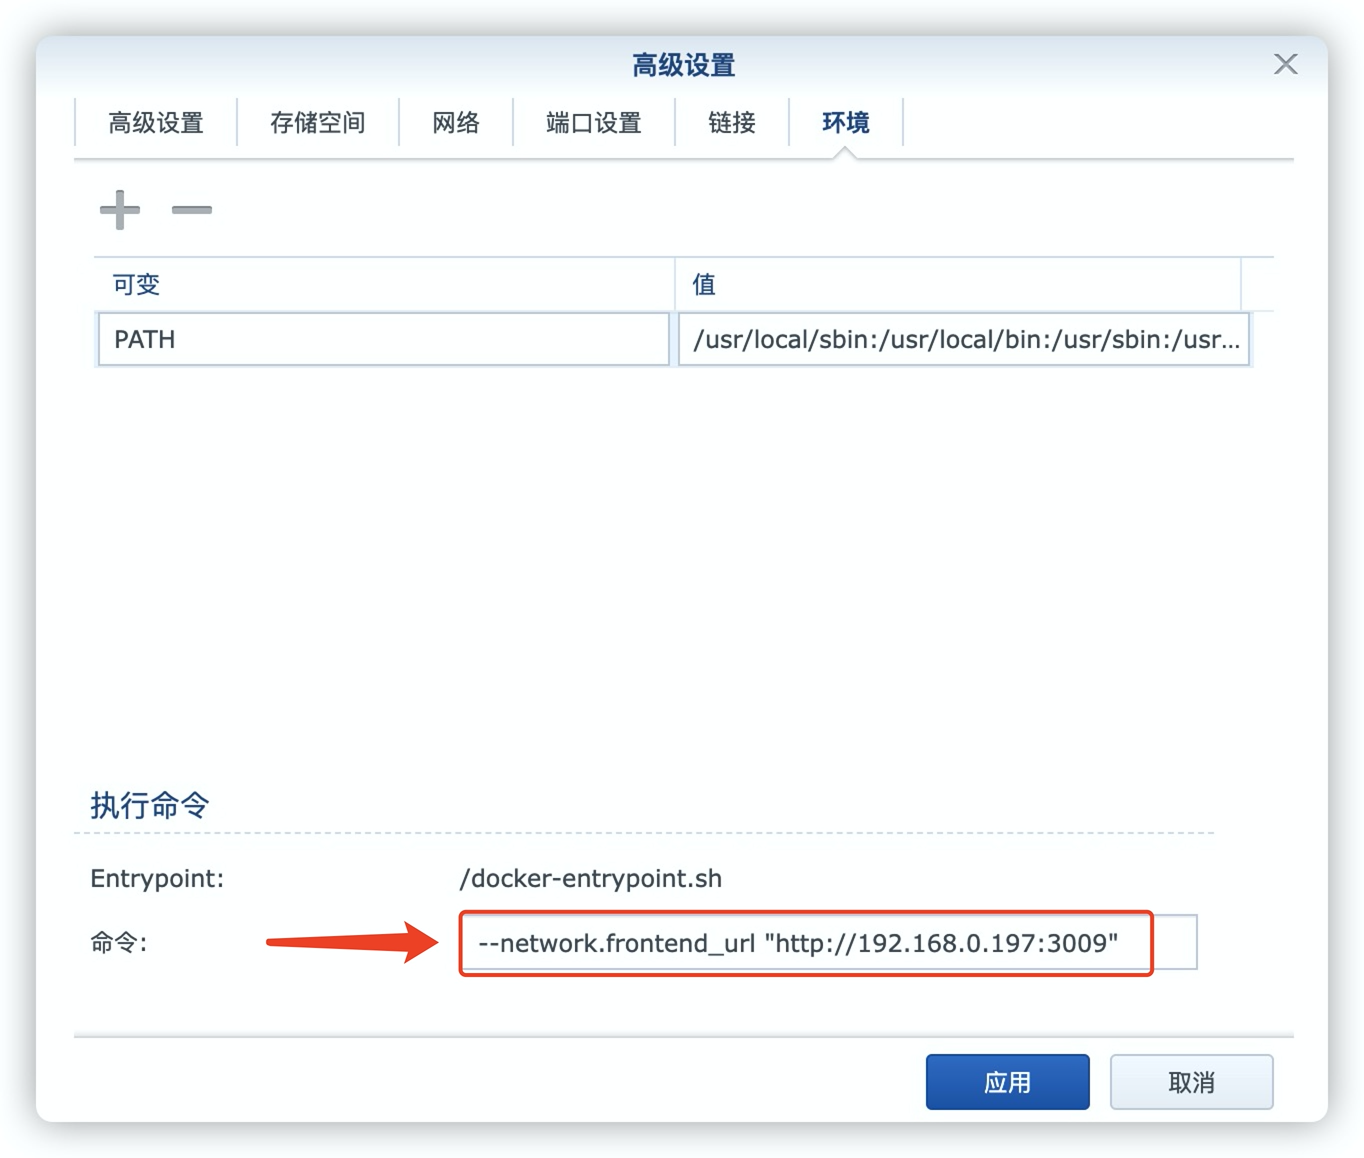 高级设置
高级设置 存储空间 网络 端口设置 链接 环境
可变 值
PATH /usr/local/sbin:/usr/local/bin:/usr/sbin:/usr...
执行命令
Entrypoint: /docker-entrypoint.sh
命令: --network.frontend_url "http://192.168.0.197:3009"
应用 取消